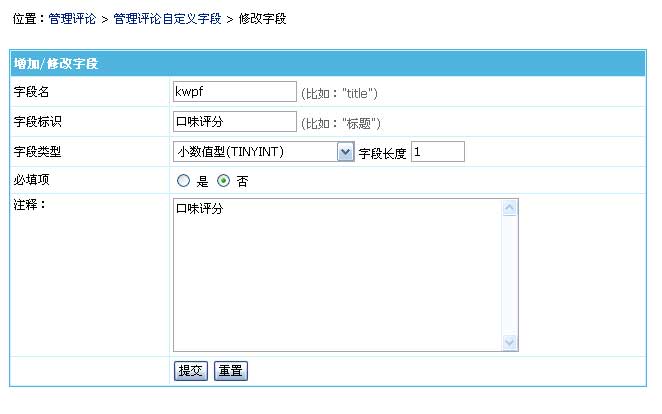 位置：管理评论 > 管理评论自定义字段 > 修改字段
增加/修改字段
字段名 kwpf (比如："title")
字段标识 口味评分 (比如："标题")
字段类型 小数值型(TINYINT) 字段长度 1
必填项 是 否
注释： 口味评分
提交 重置